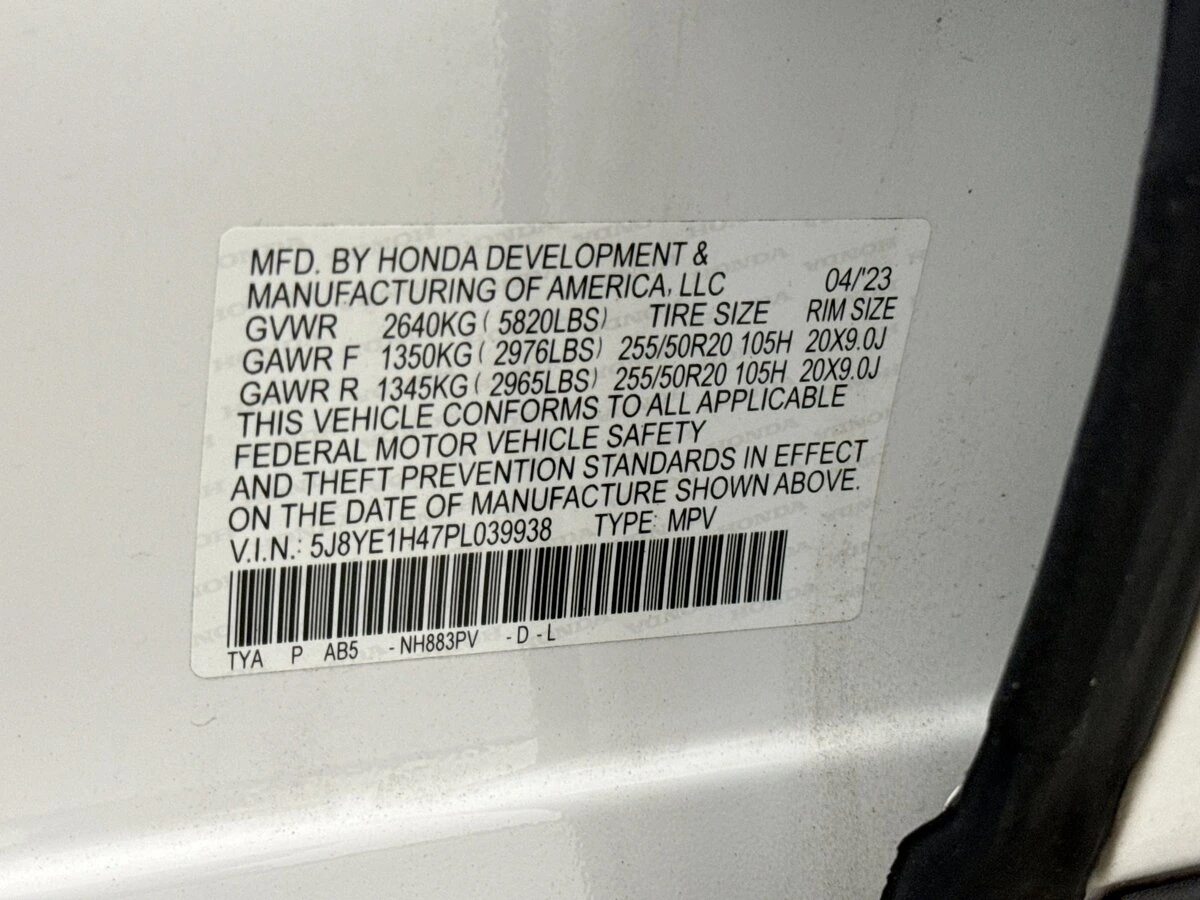 MFD. BY HONDA DEVELOPMENT &
MANUFACTURING OF AMERICA, LLC 04/'23
GVWR 2640KG ( 5820LBS) TIRE SIZE RIM SIZE
GAWR F 1350KG ( 2976LBS) 255/50R20 105H 20X9.0J
GAWR R 1345KG ( 2965LBS) 255/50R20 105H 20X9.0J
THIS VEHICLE CONFORMS TO ALL APPLICABLE
FEDERAL MOTOR VEHICLE SAFETY
AND THEFT PREVENTION STANDARDS IN EFFECT
ON THE DATE OF MANUFACTURE SHOWN ABOVE.
V.I.N.: 5J8YE1H47PL039938 TYPE: MPV
TYA P AB5 - NH883PV - D - L